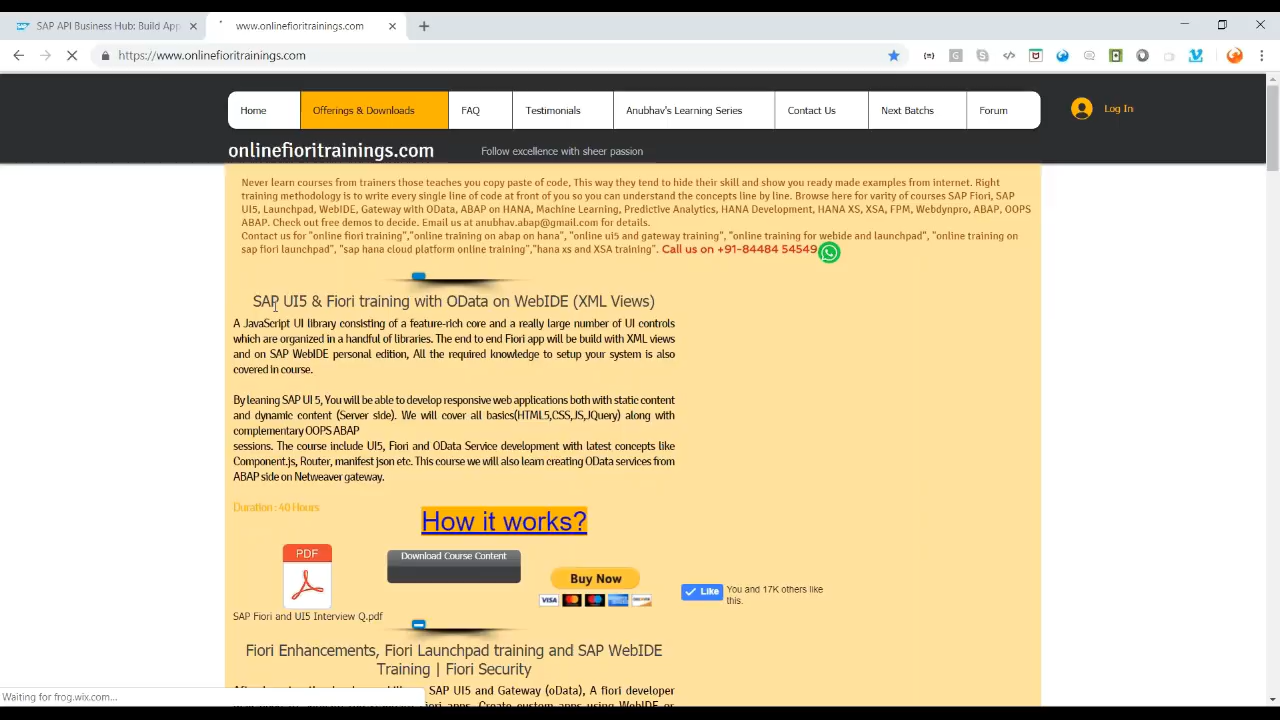 SAP API Business Hub: Build App
www.onlinefioritrainings.com
https://www.onlinefioritrainings.com
Home
Offerings & Downloads
FAQ
Testimonials
Anubhav's Learning Series
Contact Us
Next Batchs
Forum
Log In
onlinefioritrainings.com
Follow excellence with sheer passion
Never learn courses from trainers those teaches you copy paste of code, This way they tend to hide their skill and show you ready made examples from internet. Right
training methodology is to write every single line of code at front of you so you can understand the concepts line by line. Browse here for varity of courses SAP Fiori, SAP
UI5, Launchpad, WebIDE, Gateway with OData, ABAP on HANA, Machine Learning, Predictive Analytics, HANA Development, HANA XS, XSA, FPM, Webdynpro, ABAP, OOPS
ABAP. Check out free demos to decide. Email us at anubhav.abap@gmail.com for details.
Contact us for "online fiori training","online training on abap on hana", "online ui5 and gateway training", "online training for webide and launchpad", "online training on
sap fiori launchpad", "sap hana cloud platform online training","hana xs and XSA training". Call us on +91-84484 54549
SAP UI5 & Fiori training with OData on WebIDE (XML Views)
A JavaScript UI library consisting of a feature-rich core and a really large number of UI controls
which are organized in a handful of libraries. The end to end Fiori app will be build with XML views
and on SAP WebIDE personal edition, All the required knowledge to setup your system is also
covered in course.
By leaning SAP UI 5, You will be able to develop responsive web applications both with static content
and dynamic content (Server side). We will cover all basics(HTML5,CSS,JS,JQuery) along with
complementary OOPS ABAP
sessions. The course include UI5, Fiori and OData Service development with latest concepts like
Component.js, Router, manifest json etc. This course we will also learn creating OData services from
ABAP side on Netweaver gateway.
Duration : 40 Hours
How it works?
PDF
Download Course Content
Buy Now
VISA
Like
You and 17K others like
this.
SAP Fiori and UI5 Interview Q.pdf
Fiori Enhancements, Fiori Launchpad training and SAP WebIDE
Training | Fiori Security
SAP UI5 and Gateway (oData), A fiori developer
Waiting for frog.wix.com...
fiori apps. Create custom apps using WebIDE or